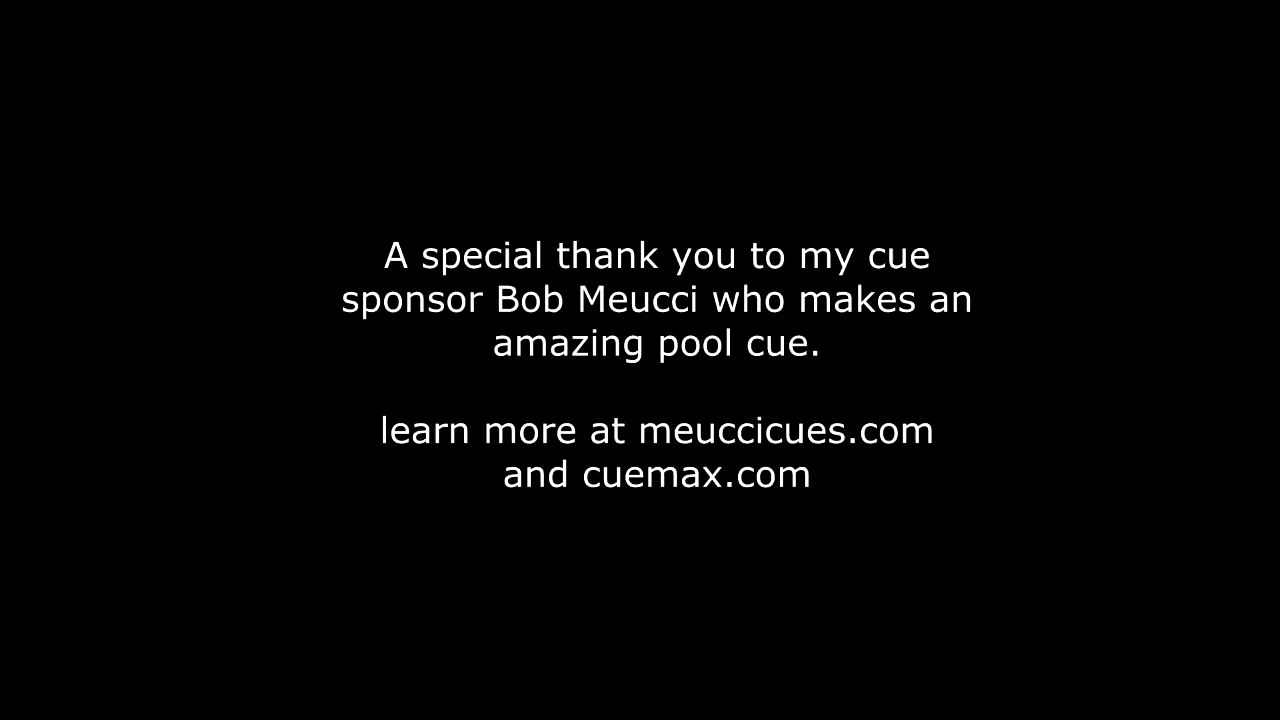 A special thank you to my cue
sponsor Bob Meucci who makes an
amazing pool cue.
learn more at meuccicues.com
and cuemax.com